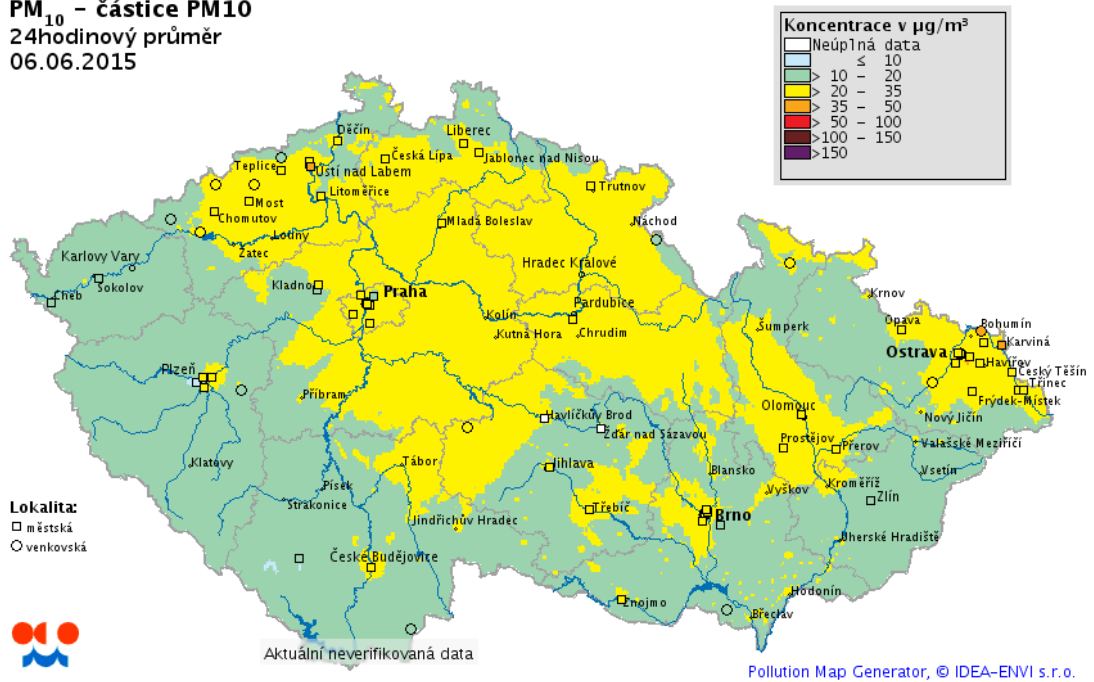 PM10 – částice PM10
24hodinový průměr
06.06.2015
Koncentrace v µg/m³
Neúplná data
≤ 10
> 10 – 20
> 20 – 35
> 35 – 50
> 50 – 100
>100 – 150
>150
Děčín
Liberec
Teplice
Ústí nad Labem
Česká Lípa
Jablonec nad Nisou
Most
Litoměřice
Trutnov
Chomutov
Mladá Boleslav
Náchod
Louny
Žatec
Karlovy Vary
Hradec Králové
Sokolov
Kladno
Praha
Cheb
Krnov
Pardubice
Kolín
Opava
Bohumín
Kutná Hora
Chrudim
Šumperk
Karviná
Ostrava
Havířov
Plzeň
Český Těšín
Třinec
Příbram
Frýdek-Místek
Olomouc
Havlíčkův Brod
Nový Jičín
Žďár nad Sázavou
Prostějov
Přerov
Valašské Meziříčí
Klatovy
Tábor
Jihlava
Blansko
Vsetín
Písek
Vyškov
Kroměříž
Strakonice
Zlín
Lokalita:
městská
venkovská
Třebíč
Brno
Jindřichův Hradec
Uherské Hradiště
České Budějovice
Hodonín
Znojmo
Břeclav
Aktuální neverifikovaná data
Pollution Map Generator, © IDEA-ENVI s.r.o.